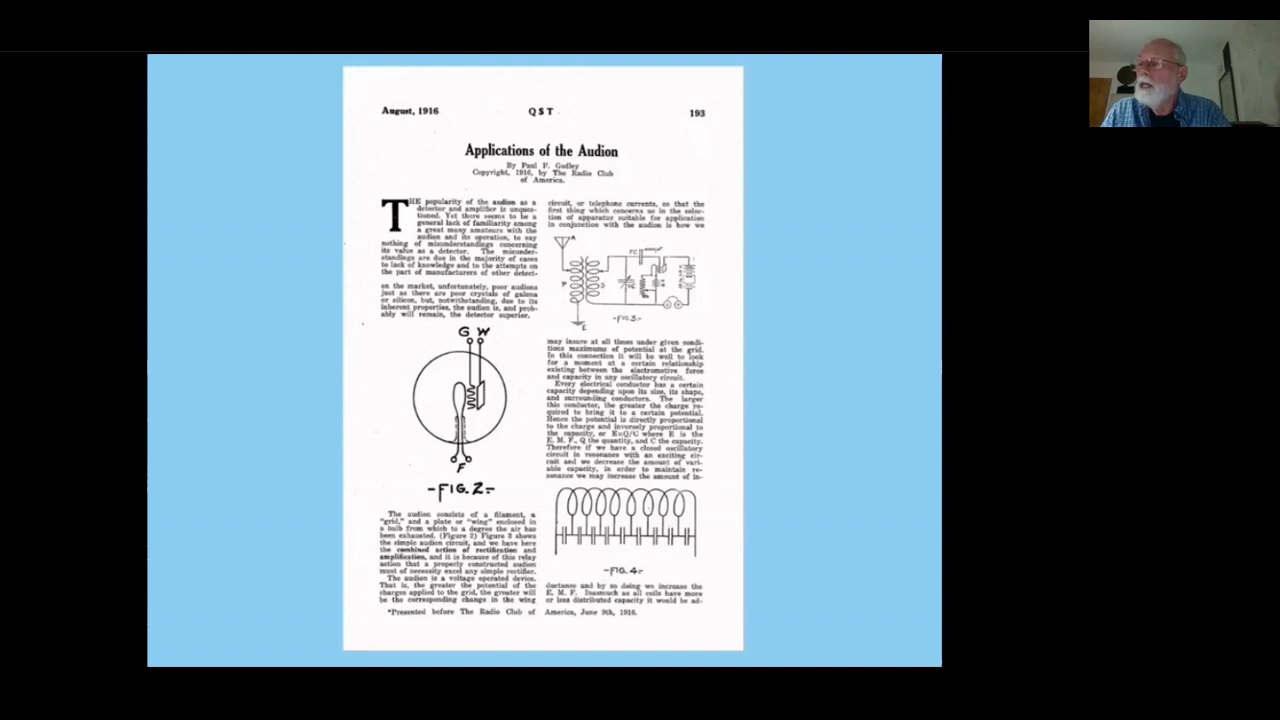 August, 1916
QST
193
Applications of the Audion
By Paul F. Godley
Copyright, 1916, by The Radio Club
of America.
THE popularity of the audion as a
detector and amplifier is unques-
tioned. Yet there seems to be a
general lack of familiarity among
a great many amateurs with the
audion and its operation, to say
nothing of misunderstandings concerning
its value as a detector. The misunder-
standings are due in the majority of cases
to lack of knowledge and to the attempts on
the part of manufacturers of other detect-
on the market, unfortunately, poor audions
just as there are poor crystals of galena
or silicon, but, notwithstanding, due to its
inherent properties, the audion is, and prob-
ably will remain, the detector superior.
G W
F
-FIG. 2-
The audion consists of a filament, a
"grid," and a plate or "wing" enclosed in
a bulb from which to a degree the air has
been exhausted. (Figure 2) Figure 3 shows
the simple audion circuit, and we have here
the combined action of rectification and
amplification, and it is because of this relay
action that a properly constructed audion
must of necessity excel any simple rectifier.
The audion is a voltage operated device.
That is, the greater the potential of the
charges applied to the grid, the greater will
be the corresponding change in the wing
circuit, or telephone currents, so that the
first thing which concerns us in the selec-
tion of apparatus suitable for application
in conjunction with the audion is how we
A
FC
P
S
E
-FIG.3-
may insure at all times under given condi-
tions maximums of potential at the grid.
In this connection it will be well to look
for a moment at a certain relationship
existing between the electromotive force
and capacity in any oscillatory circuit.
Every electrical conductor has a certain
capacity depending upon its size, its shape,
and surrounding conductors. The larger
this conductor, the greater the charge re-
quired to bring it to a certain potential.
Hence the potential is directly proportional
to the charge and inversely proportional to
the capacity, or E=Q/C where E is the
E. M. F., Q the quantity, and C the capacity.
Therefore if we have a closed oscillatory
circuit in resonance with an exciting cir-
cuit and we decrease the amount of vari-
able capacity, in order to maintain re-
sonance we may increase the amount of in-
-FIG.4-
ductance and by so doing we increase the
E. M. F. Inasmuch as all coils have more
or less distributed capacity it would be ad-
*Presented before The Radio Club of America, June 9th, 1916.